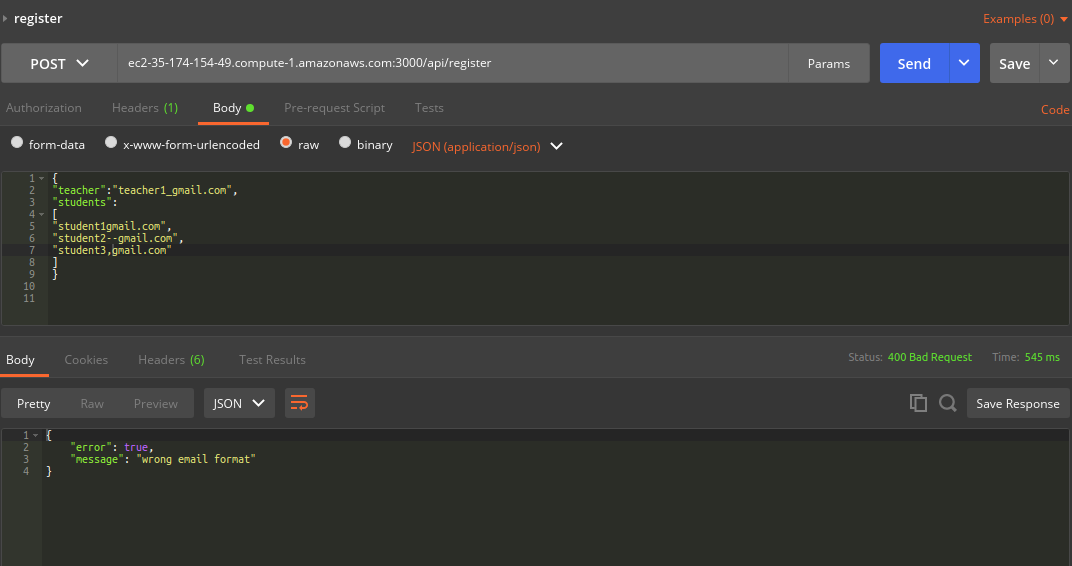 register
Examples (0)
POST
ec2-35-174-154-49.compute-1.amazonaws.com:3000/api/register
Params
Send
Save
Authorization
Headers (1)
Body
Pre-request Script
Tests
Code
form-data
x-www-form-urlencoded
raw
binary
JSON (application/json)
1 {
2 "teacher":"teacher1_gmail.com",
3 "students":
4 [
5 "student1gmail.com",
6 "student2--gmail.com",
7 "student3,gmail.com"
8 ]
9 }
10
11
Body
Cookies
Headers (6)
Test Results
Status: 400 Bad Request
Time: 545 ms
Pretty
Raw
Preview
JSON
Save Response
1 {
2 "error": true,
3 "message": "wrong email format"
4 }